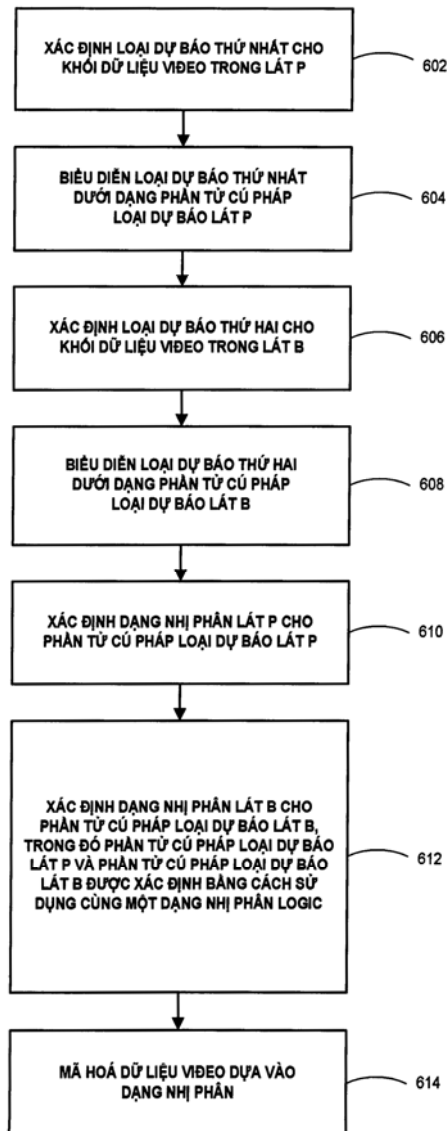 XÁC ĐỊNH LOẠI DỰ BÁO THỨ NHẤT CHO
KHỐI DỮ LIỆU VIĐEO TRONG LÁT P
602
BIỂU DIỄN LOẠI DỰ BÁO THỨ NHẤT
DƯỚI DẠNG PHẦN TỬ CÚ PHÁP
LOẠI DỰ BÁO LÁT P
604
XÁC ĐỊNH LOẠI DỰ BÁO THỨ HAI CHO
KHỐI DỮ LIỆU VIĐEO TRONG LÁT B
606
BIỂU DIỄN LOẠI DỰ BÁO THỨ HAI
DƯỚI DẠNG PHẦN TỬ CÚ PHÁP
LOẠI DỰ BÁO LÁT B
608
XÁC ĐỊNH DẠNG NHỊ PHÂN LÁT P CHO
PHẦN TỬ CÚ PHÁP LOẠI DỰ BÁO LÁT P
610
XÁC ĐỊNH DẠNG NHỊ PHÂN LÁT B CHO
PHẦN TỬ CÚ PHÁP LOẠI DỰ BÁO LÁT B,
TRONG ĐÓ PHẦN TỬ CÚ PHÁP LOẠI DỰ BÁO
LÁT P VÀ PHẦN TỬ CÚ PHÁP LOẠI DỰ BÁO
LÁT B ĐƯỢC XÁC ĐỊNH BẰNG CÁCH SỬ
DỤNG CÙNG MỘT DẠNG NHỊ PHÂN LOGIC
612
MÃ HOÁ DỮ LIỆU VIĐEO DỰA VÀO
DẠNG NHỊ PHÂN
614